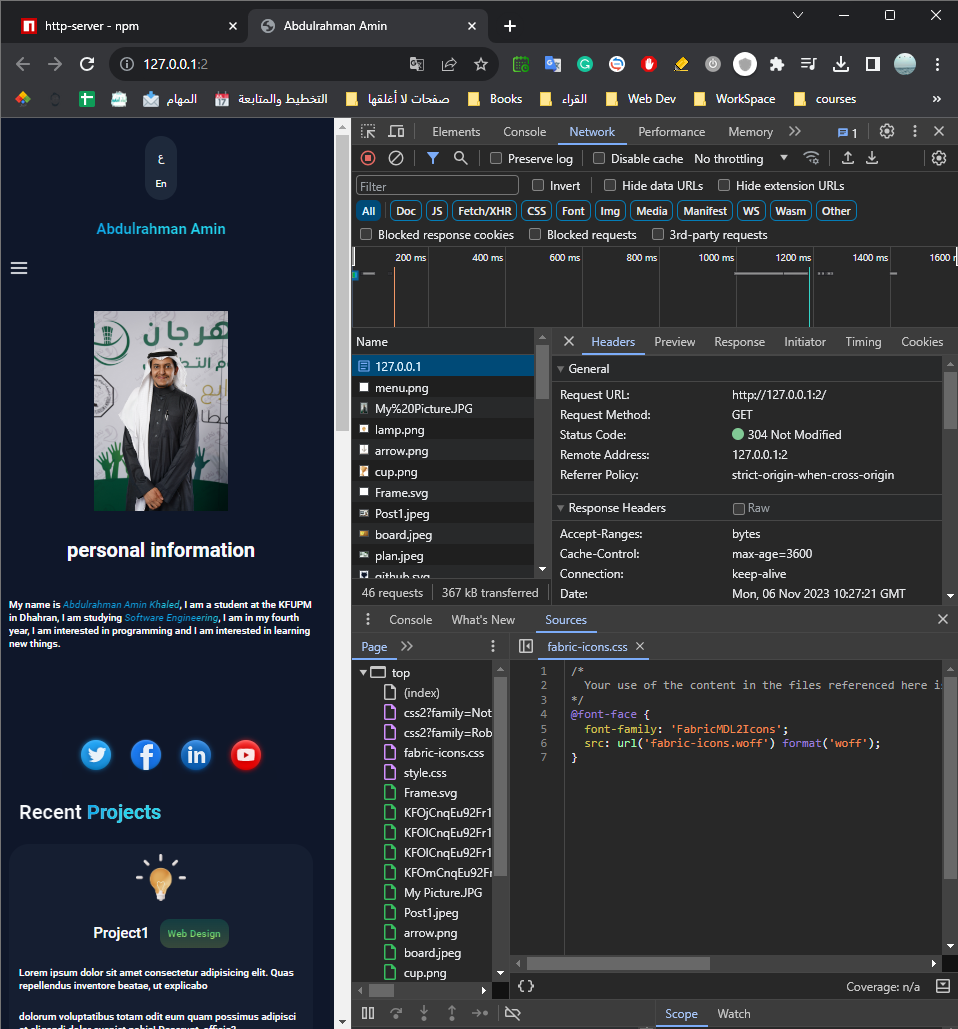 http-server - npm
Abdulrahman Amin
127.0.0.1:2
المهام
التخطيط والمتابعة
صفحات لا أغلقها
Books
القراء
Web Dev
WorkSpace
courses
»
ع
En
Abdulrahman Amin
personal information
My name is Abdulrahman Amin Khaled, I am a student at the KFUPM
in Dhahran, I am studying Software Engineering, I am in my fourth
year, I am interested in programming and I am interested in learning
new things.
Recent Projects
Project1 Web Design
Lorem ipsum dolor sit amet consectetur adipisicing elit. Quas
repellendus inventore beatae, ut explicabo
dolorum voluptatibus totam odit eum quam possimus adipisci
Elements Console Network Performance Memory » 1
Preserve log Disable cache No throttling
Filter Invert Hide data URLs Hide extension URLs
All Doc JS Fetch/XHR CSS Font Img Media Manifest WS Wasm Other
Blocked response cookies Blocked requests 3rd-party requests
200 ms 400 ms 600 ms 800 ms 1000 ms 1200 ms 1400 ms 1600
Name
127.0.0.1
menu.png
My%20Picture.JPG
lamp.png
arrow.png
cup.png
Frame.svg
Post1.jpeg
board.jpeg
plan.jpeg
github.svg
46 requests 367 kB transferred
Headers Preview Response Initiator Timing Cookies
General
Request URL: http://127.0.0.1:2/
Request Method: GET
Status Code: 304 Not Modified
Remote Address: 127.0.0.1:2
Referrer Policy: strict-origin-when-cross-origin
Response Headers Raw
Accept-Ranges: bytes
Cache-Control: max-age=3600
Connection: keep-alive
Date: Mon, 06 Nov 2023 10:27:21 GMT
Console What's New Sources
Page »
top
(index)
css2?family=Not
css2?family=Rob
fabric-icons.css
style.css
Frame.svg
KFOjCnqEu92Fr1
KFOlCnqEu92Fr1
KFOlCnqEu92Fr1
KFOmCnqEu92Fr
My Picture.JPG
Post1.jpeg
arrow.png
board.jpeg
cup.png
fabric-icons.css
1 /*
2 Your use of the content in the files referenced here is
3 */
4 @font-face {
5 font-family: 'FabricMDL2Icons';
6 src: url('fabric-icons.woff') format('woff');
7 }
{} Coverage: n/a
Scope Watch